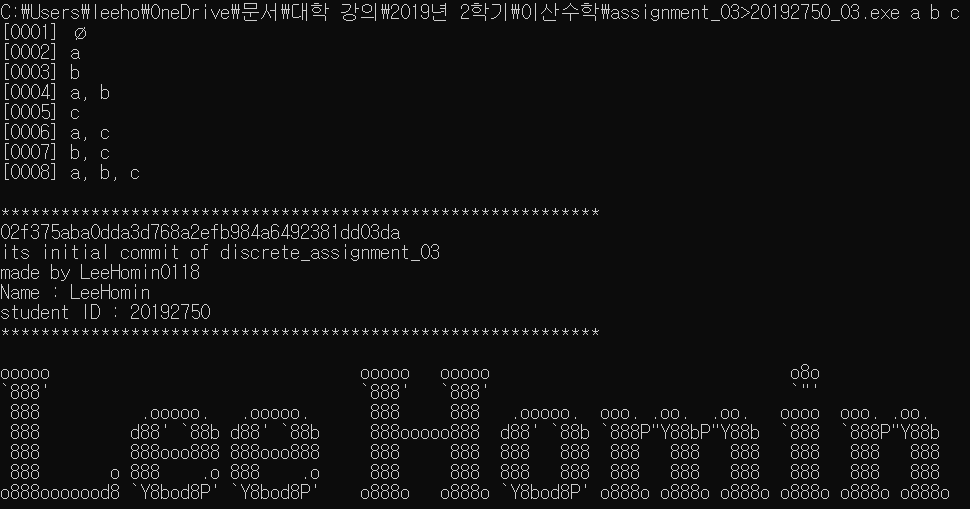 C:₩Users₩leeho₩OneDrive₩문서₩대학 강의₩2019년 2학기₩이산수학₩assignment_03>20192750_03.exe a b c
[0001] ∅
[0002] a
[0003] b
[0004] a, b
[0005] c
[0006] a, c
[0007] b, c
[0008] a, b, c
************************************************************
02f375aba0dda3d768a2efb984a6492381dd03da
its initial commit of discrete_assignment_03
made by LeeHomin0118
Name : LeeHomin
student ID : 20192750
************************************************************
ooooo                               ooooo   ooooo                              o8o
`888'                               `888'   `888'                              `"'
 888          .ooooo.   .ooooo.      888     888   .ooooo.  ooo. .oo.  .oo.   oooo  ooo. .oo.
 888         d88' `88b d88' `88b     888ooooo888  d88' `88b `888P"Y88bP"Y88b  `888  `888P"Y88b
 888         888ooo888 888ooo888     888     888  888   888  888   888   888   888   888   888
 888       o 888    .o 888    .o     888     888  888   888  888   888   888   888   888   888
o888ooooood8 `Y8bod8P' `Y8bod8P'    o888o   o888o `Y8bod8P' o888o o888o o888o o888o o888o o888o